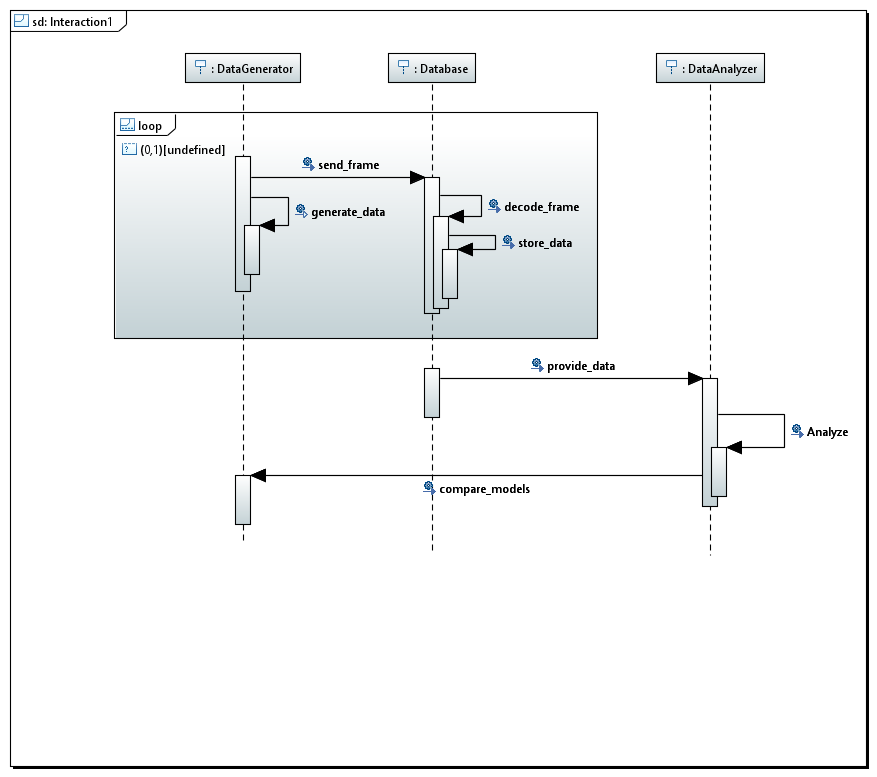 sd: Interaction1
: DataGenerator
: Database
: DataAnalyzer
loop
(0,1)[undefined]
send_frame
generate_data
decode_frame
store_data
provide_data
Analyze
compare_models